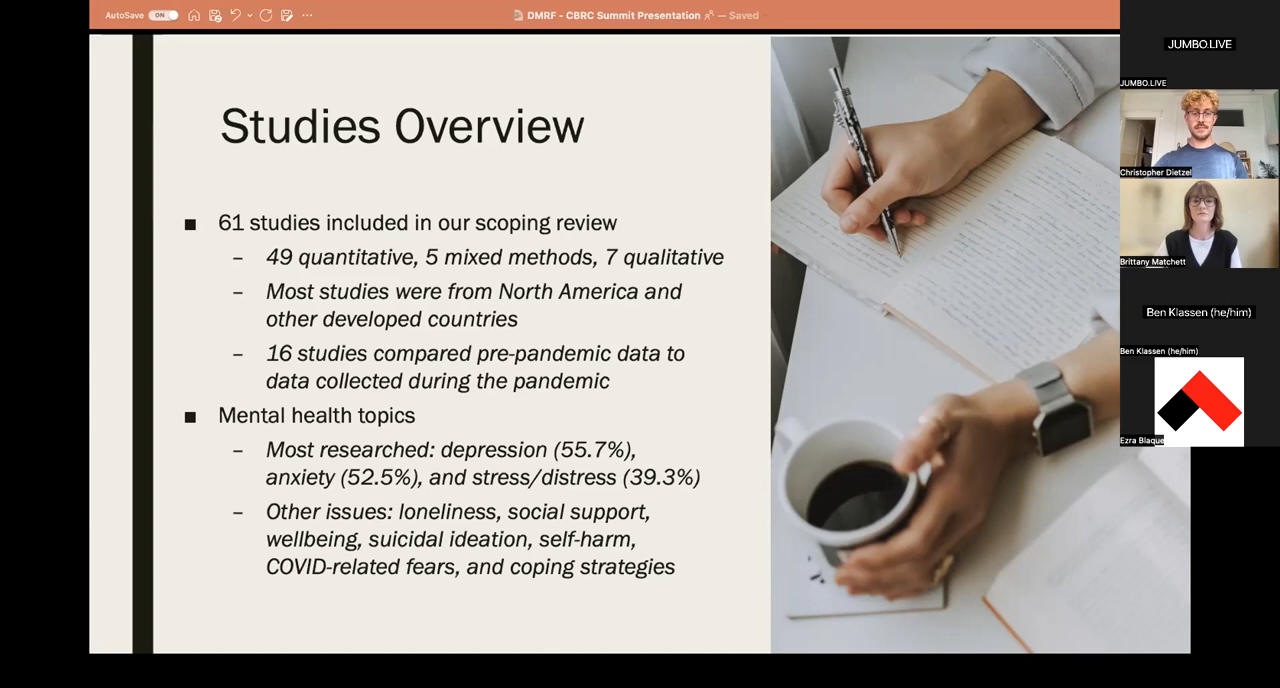 AutoSave ON
DMRF - CBRC Summit Presentation — Saved
Studies Overview
■ 61 studies included in our scoping review
– 49 quantitative, 5 mixed methods, 7 qualitative
– Most studies were from North America and
other developed countries
– 16 studies compared pre-pandemic data to
data collected during the pandemic
■ Mental health topics
– Most researched: depression (55.7%),
anxiety (52.5%), and stress/distress (39.3%)
– Other issues: loneliness, social support,
wellbeing, suicidal ideation, self-harm,
COVID-related fears, and coping strategies
JUMBO.LIVE
JUMBO.LIVE
Christopher Dietzel
Brittany Matchett
Ben Klassen (he/him)
Ben Klassen (he/him)
Ezra Blaque